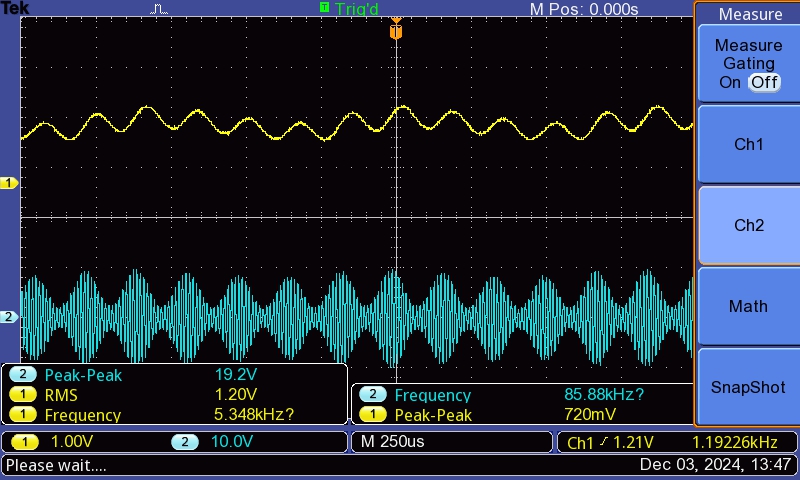 Tek
T Trig'd
M Pos: 0.000s
T
Measure
Measure
Gating
On Off
Ch1
Ch2
Math
SnapShot
1
2
2 Peak-Peak 19.2V
1 RMS 1.20V
1 Frequency 5.348kHz?
2 Frequency 85.88kHz?
1 Peak-Peak 720mV
1 1.00V 2 10.0V
M 250us
Ch1 1.21V 1.19226kHz
Please wait....
Dec 03, 2024, 13:47